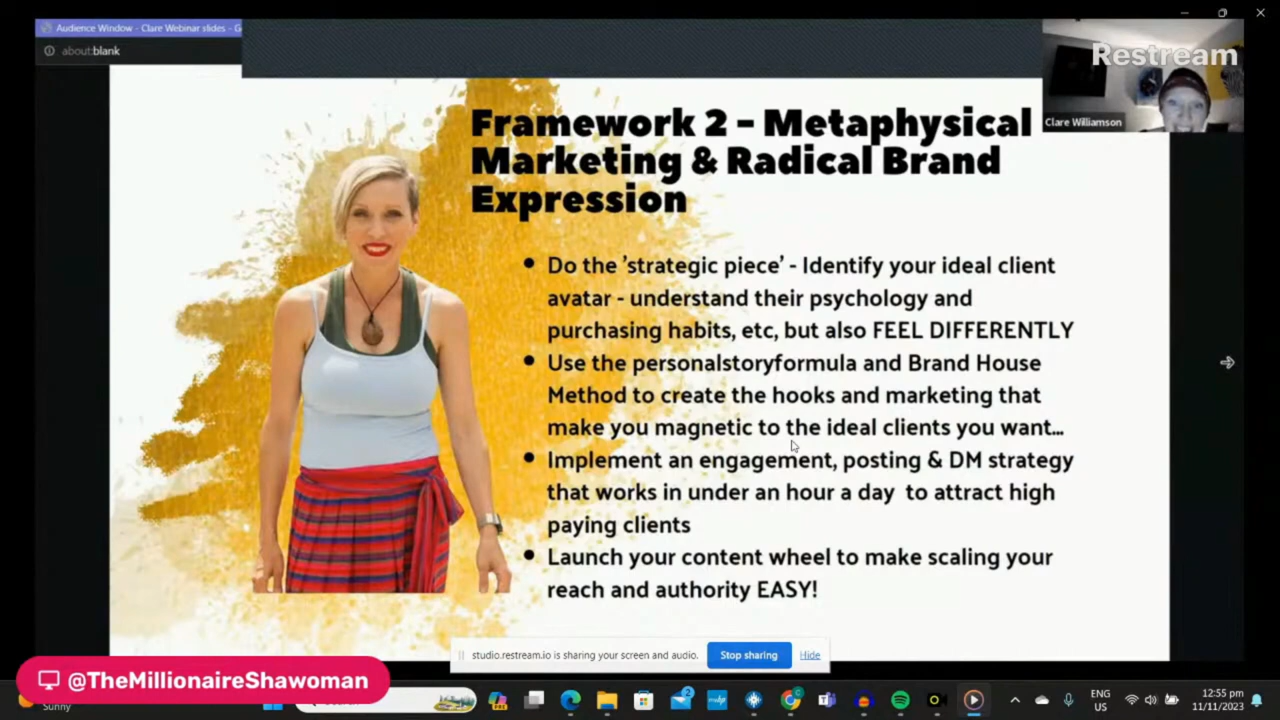 Audience Window - Clare Webinar slides - G
about:blank
Restream
Clare Williamson
Framework 2 - Metaphysical
Marketing & Radical Brand
Expression
Do the 'strategic piece' - Identify your ideal client
avatar - understand their psychology and
purchasing habits, etc, but also FEEL DIFFERENTLY
Use the personalstoryformula and Brand House
Method to create the hooks and marketing that
make you magnetic to the ideal clients you want...
Implement an engagement, posting & DM strategy
that works in under an hour a day to attract high
paying clients
Launch your content wheel to make scaling your
reach and authority EASY!
studio.restream.io is sharing your screen and audio.
Stop sharing
Hide
@TheMillionaireShawoman
Sunny
2
ENG
US
12:55 pm
11/11/2023